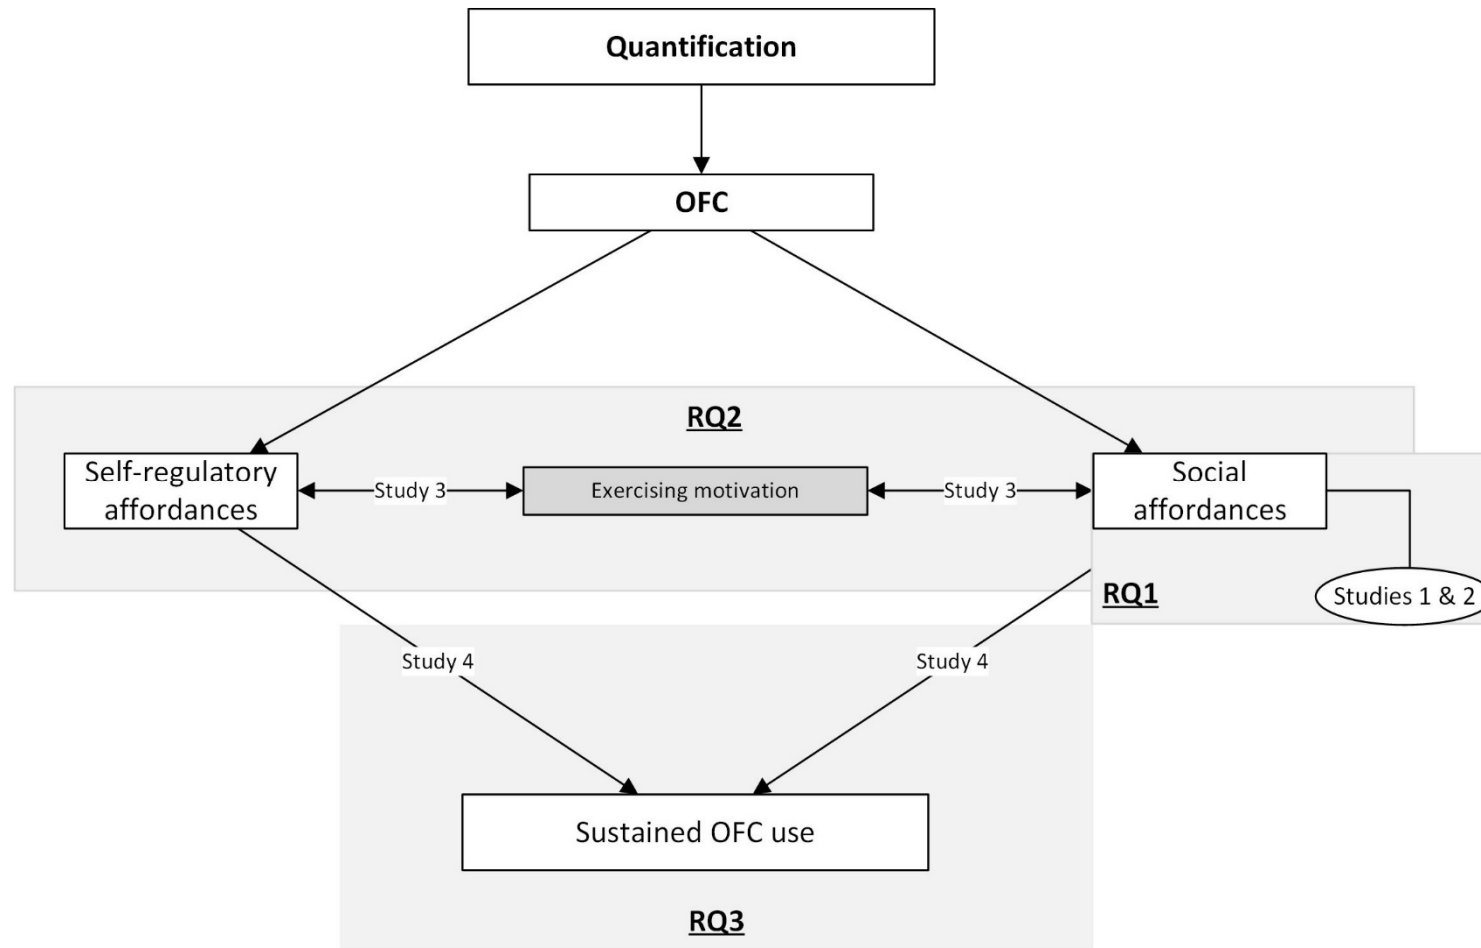 Quantification
OFC
RQ2
Self-regulatory
affordances
Study 3
Exercising motivation
Study 3
Social
affordances
RQ1
Studies 1 & 2
Study 4
Study 4
Sustained OFC use
RQ3